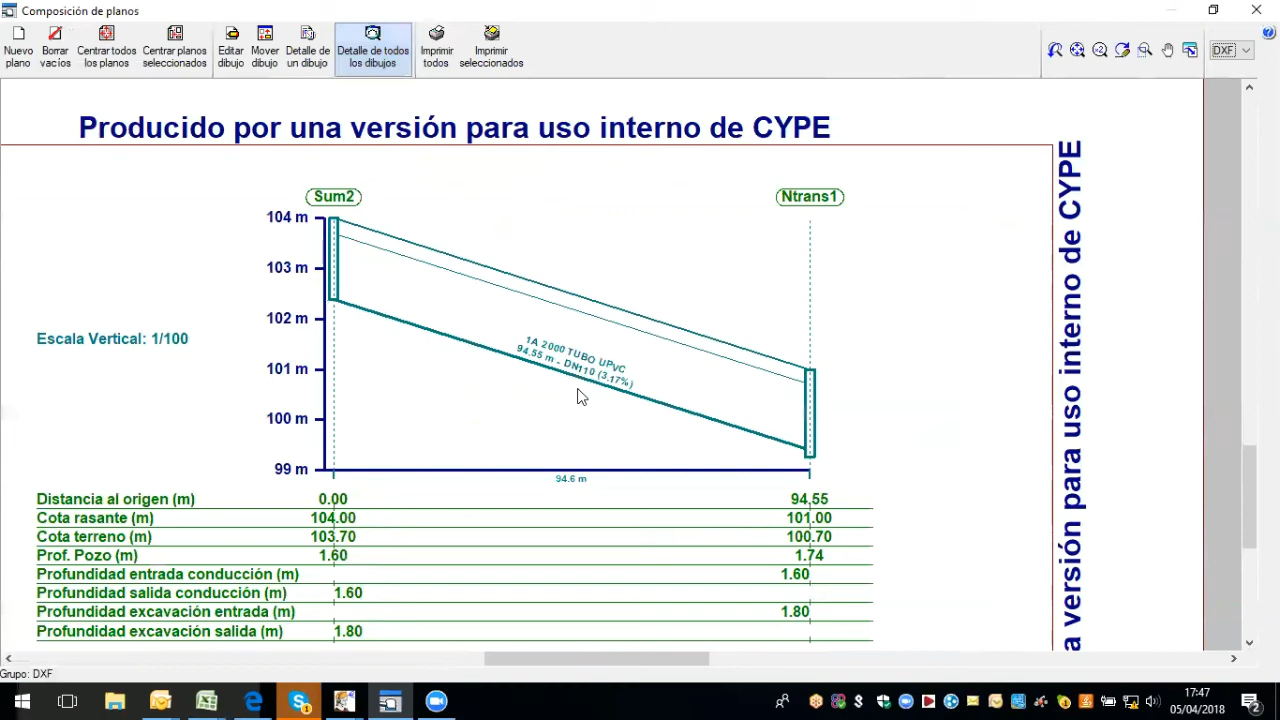 Composición de planos
Nuevo plano
Borrar vacíos
Centrar todos los planos
Centrar planos seleccionados
Editar dibujo
Mover dibujo
Detalle de un dibujo
Detalle de todos los dibujos
Imprimir todos
Imprimir seleccionados
DXF
Producido por una versión para uso interno de CYPE
Sum2
Ntrans1
104 m
103 m
102 m
101 m
100 m
99 m
Escala Vertical: 1/100
1A 2000 TUBO UPVC
94.55 m - DN110 (3.17%)
94.6 m
Distancia al origen (m) 0.00 94.55
Cota rasante (m) 104.00 101.00
Cota terreno (m) 103.70 100.70
Prof. Pozo (m) 1.60 1.74
Profundidad entrada conducción (m) 1.60
Profundidad salida conducción (m) 1.60
Profundidad excavación entrada (m) 1.80
Profundidad excavación salida (m) 1.80
a versión para uso interno de CYPE
Grupo: DXF
17:47
05/04/2018